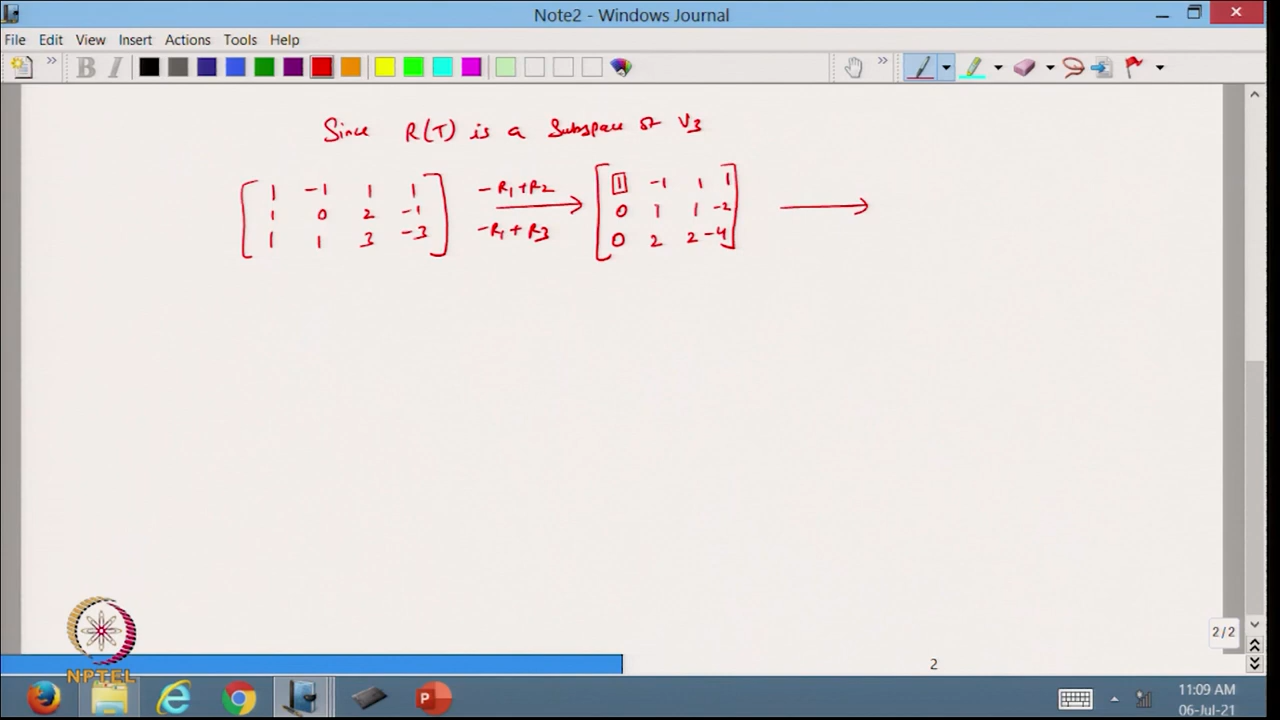 Note2 - Windows Journal
File Edit View Insert Actions Tools Help
B I
Since R(T) is a Subspace of V3
1 -1 1 1
1 0 2 -1
1 1 3 -3
-R1+R2
-R1+R3
1 -1 1 1
0 1 1 -2
0 2 2 -4
2/2
2
NPTEL
11:09 AM
06-Jul-21